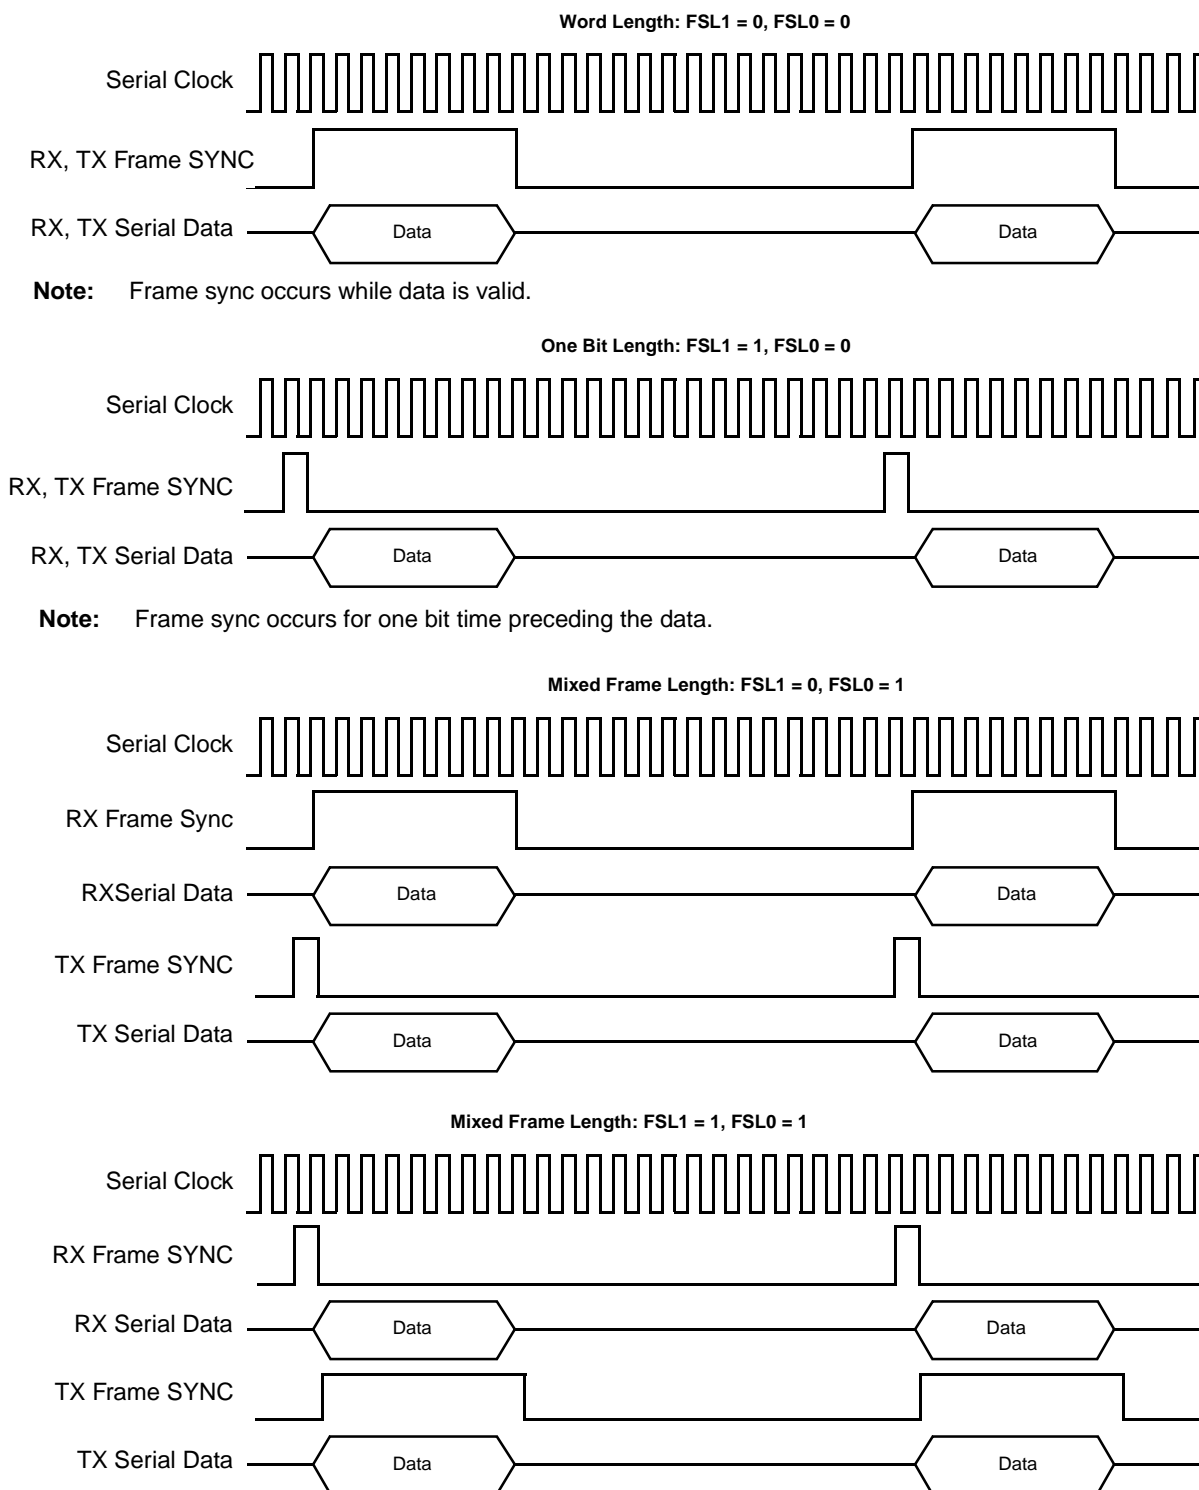 Word Length: FSL1 = 0, FSL0 = 0
Serial Clock
RX, TX Frame SYNC
RX, TX Serial Data
Data
Data
Note: Frame sync occurs while data is valid.
One Bit Length: FSL1 = 1, FSL0 = 0
Serial Clock
RX, TX Frame SYNC
RX, TX Serial Data
Data
Data
Note: Frame sync occurs for one bit time preceding the data.
Mixed Frame Length: FSL1 = 0, FSL0 = 1
Serial Clock
RX Frame Sync
RXSerial Data
Data
Data
TX Frame SYNC
TX Serial Data
Data
Data
Mixed Frame Length: FSL1 = 1, FSL0 = 1
Serial Clock
RX Frame SYNC
RX Serial Data
Data
Data
TX Frame SYNC
TX Serial Data
Data
Data